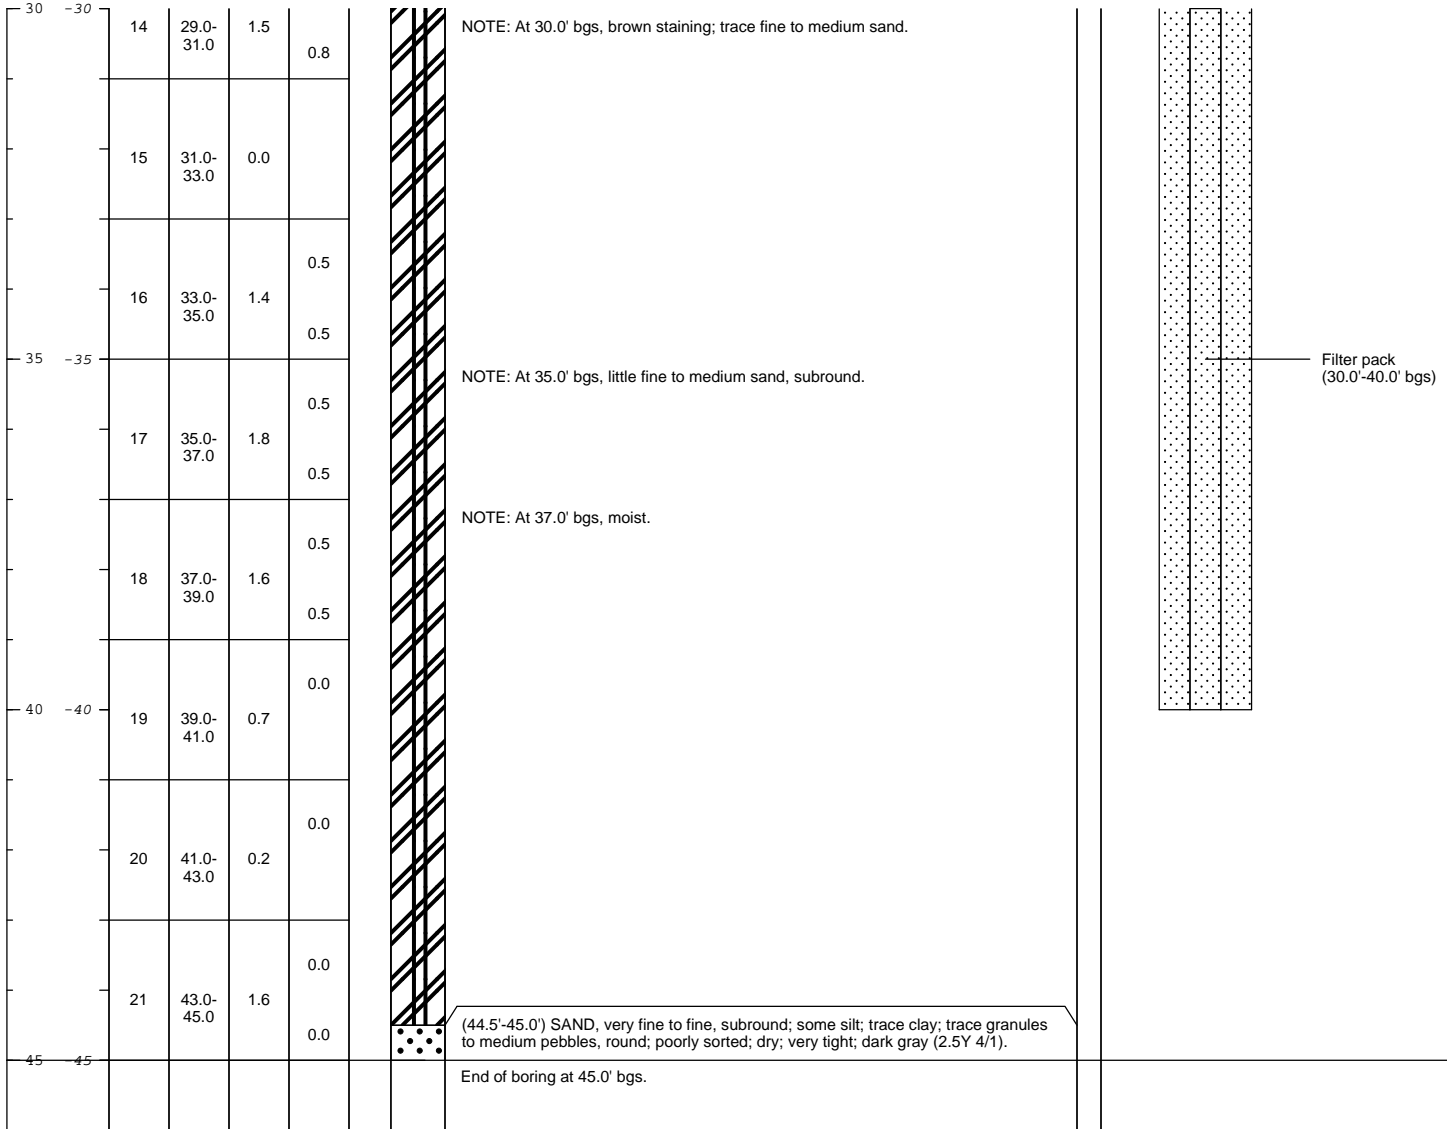 30 -30
14 29.0- 1.5 NOTE: At 30.0' bgs, brown staining; trace fine to medium sand.
31.0
0.8
15 31.0- 0.0
33.0
0.5
16 33.0- 1.4
35.0
0.5
35 -35 Filter pack
NOTE: At 35.0' bgs, little fine to medium sand, subround. (30.0'-40.0' bgs)
0.5
17 35.0- 1.8
37.0
0.5
NOTE: At 37.0' bgs, moist.
0.5
18 37.0- 1.6
39.0
0.5
0.0
40 -40
19 39.0- 0.7
41.0
0.0
20 41.0- 0.2
43.0
0.0
21 43.0- 1.6
45.0
(44.5'-45.0') SAND, very fine to fine, subround; some silt; trace clay; trace granules
0.0 to medium pebbles, round; poorly sorted; dry; very tight; dark gray (2.5Y 4/1).
45 -45
End of boring at 45.0' bgs.